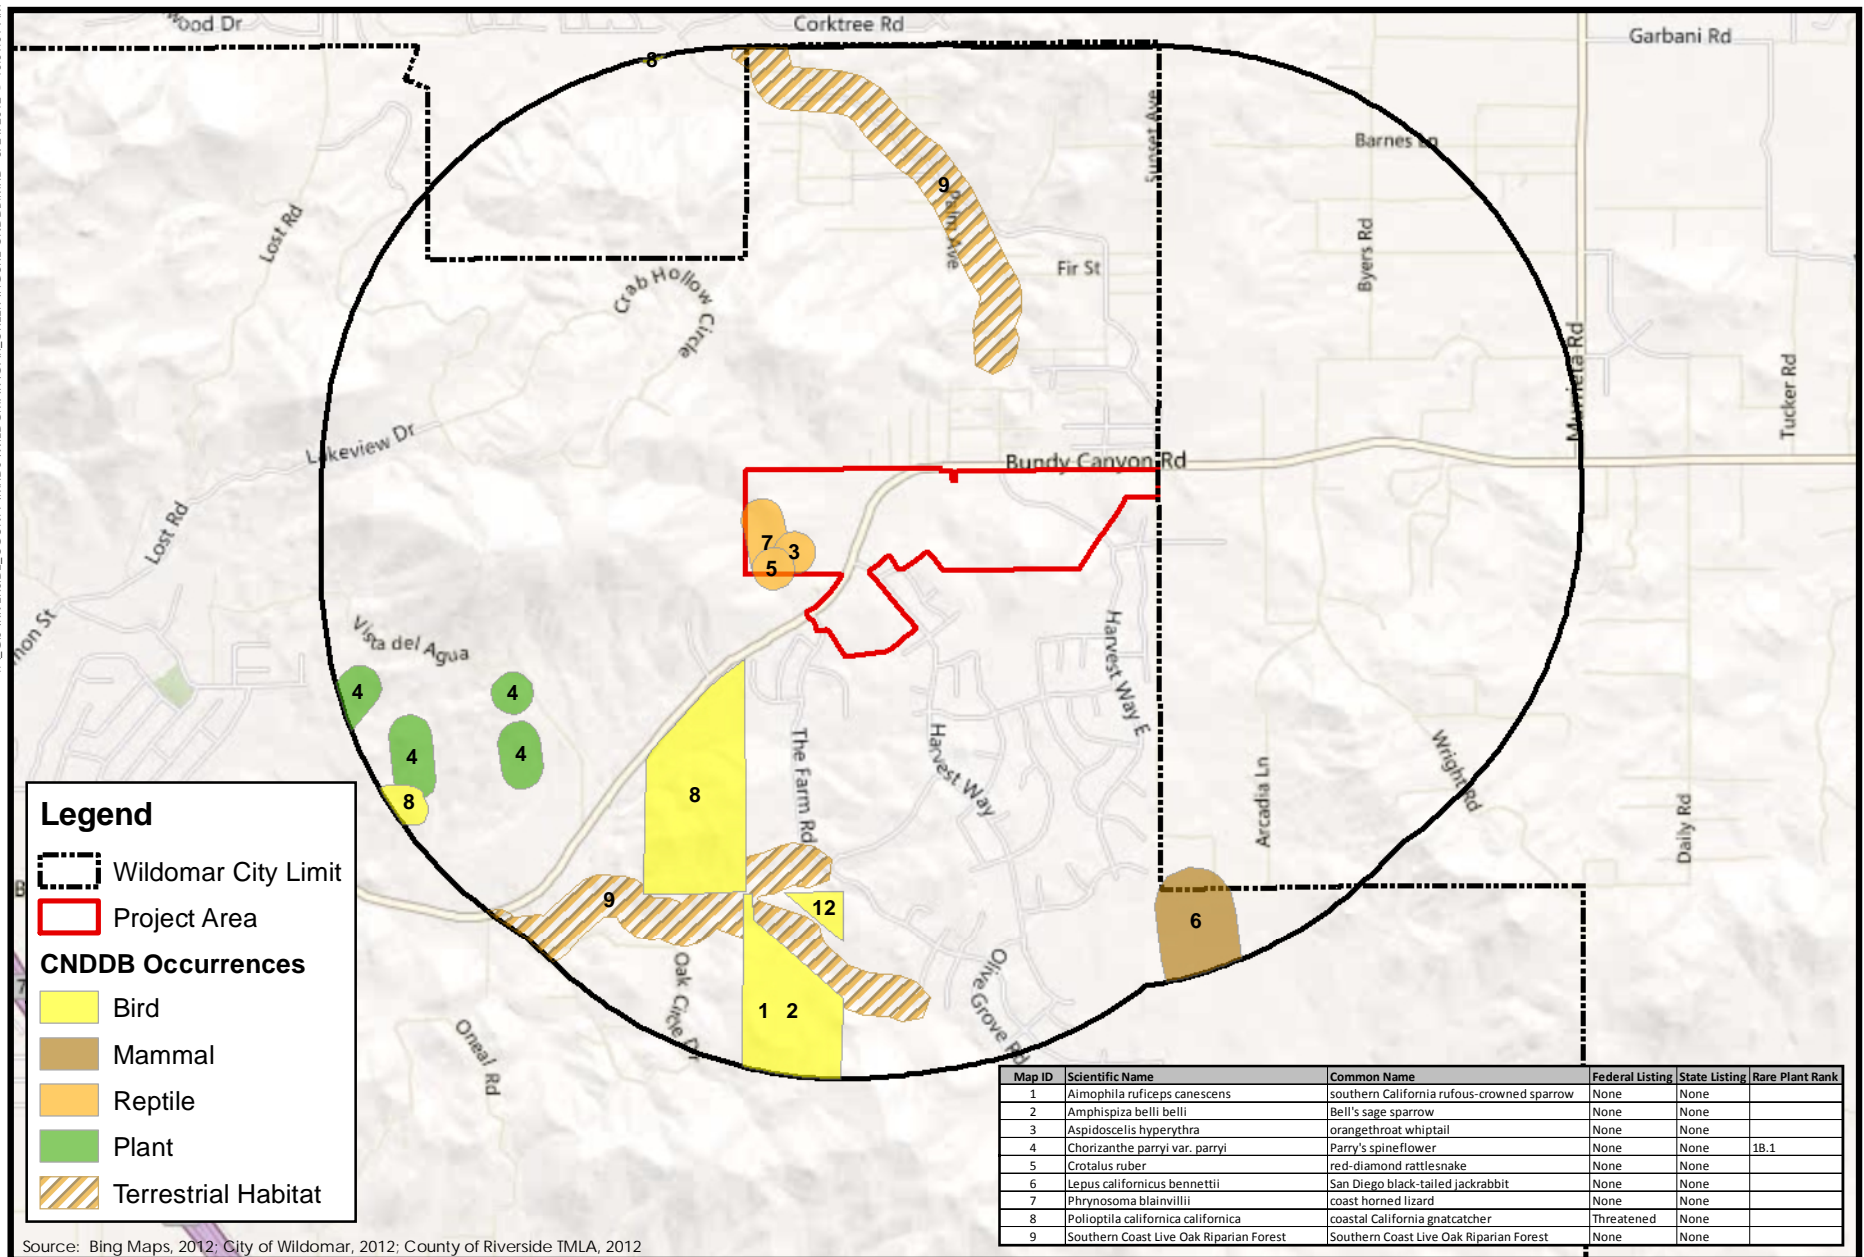 Corktree Rd
Garbani Rd
8
Barnes Ln
Sunset Ave
9
Palm Ave
Lost Rd
Byers Rd
Fir St
Crab Hollow Circle
Murrieta Rd
Tucker Rd
Lakeview Dr
Bundy Canyon Rd
Lost Rd
7
3
5
Vista del Agua
Harvest Way E
4
4
4
4
8
8
The Farm Rd
Harvest Way
Arcadia Ln
Wright Rd
Daily Rd
9
12
6
1 2
Oak Circle Dr
Olive Grove Rd
Oneal Rd
Legend
Wildomar City Limit
Project Area
CNDDB Occurrences
Bird
Mammal
Reptile
Plant
Terrestrial Habitat
Map ID Scientific Name Common Name Federal Listing State Listing Rare Plant Rank
1 Aimophila ruficeps canescens southern California rufous-crowned sparrow None None
2 Amphispiza belli belli Bell's sage sparrow None None
3 Aspidoscelis hyperythra orangethroat whiptail None None
4 Chorizanthe parryi var. parryi Parry's spineflower None None 1B.1
5 Crotalus ruber red-diamond rattlesnake None None
6 Lepus californicus bennettii San Diego black-tailed jackrabbit None None
7 Phrynosoma blainvillii coast horned lizard None None
8 Polioptila californica californica coastal California gnatcatcher Threatened None
9 Southern Coast Live Oak Riparian Forest Southern Coast Live Oak Riparian Forest None None
Source: Bing Maps, 2012; City of Wildomar, 2012; County of Riverside TMLA, 2012